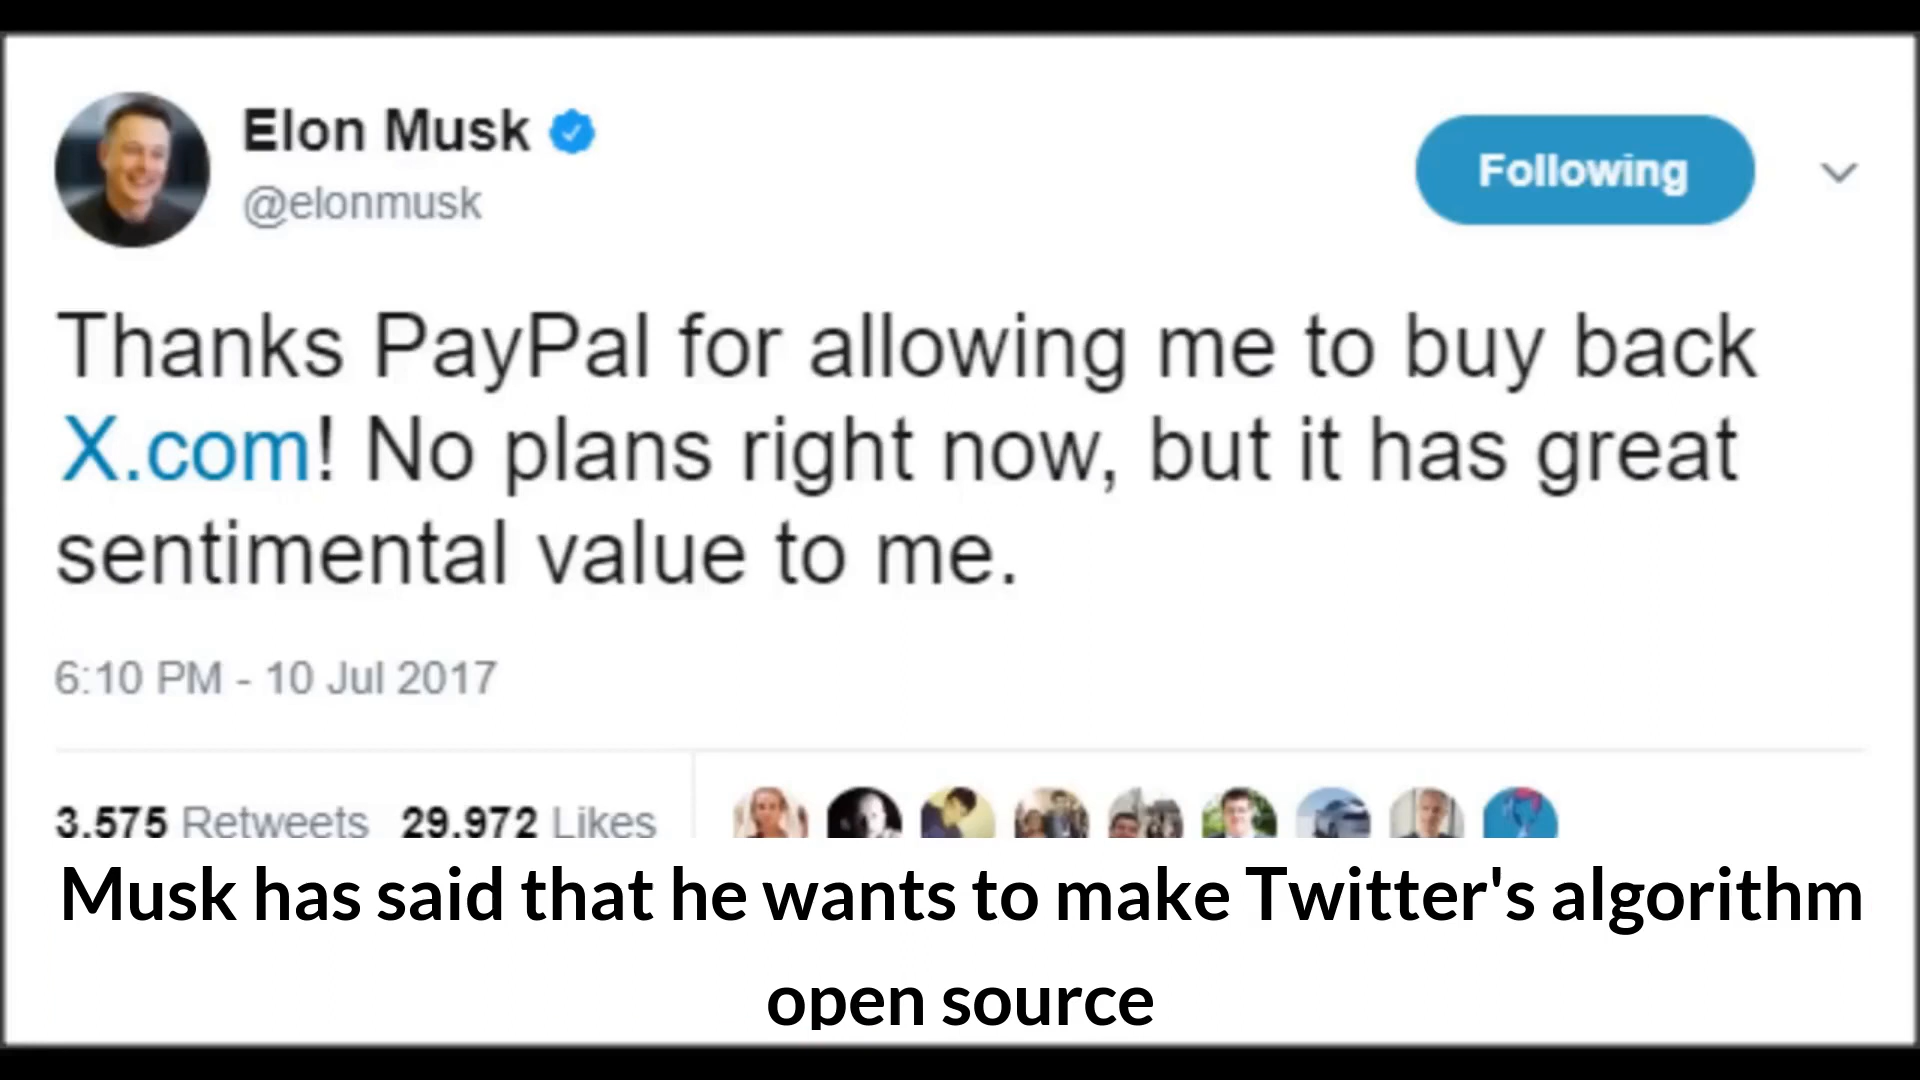 Elon Musk
@elonmusk
Following
Thanks PayPal for allowing me to buy back
X.com! No plans right now, but it has great
sentimental value to me.
6:10 PM - 10 Jul 2017
3.575 Retweets 29.972 Likes
Musk has said that he wants to make Twitter's algorithm
open source